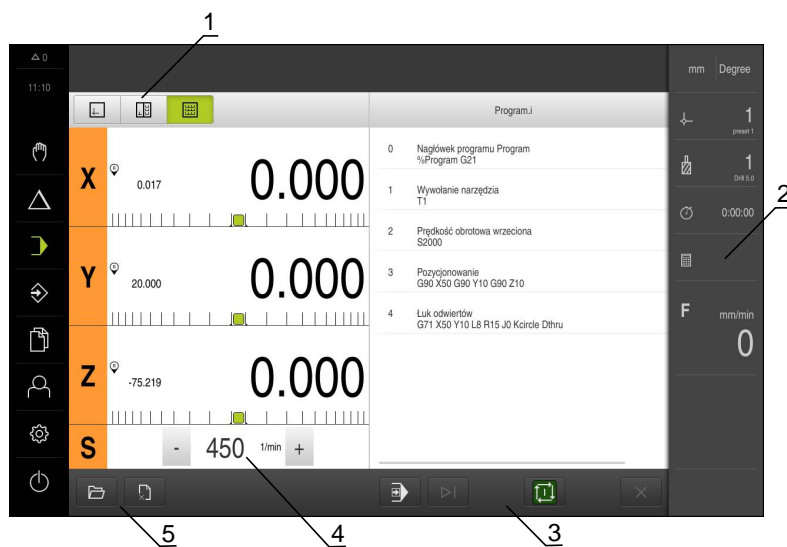 1
0
11:10
mm Degree
Program.i
1
preset 1
1
Drill 5.0
0:00:00
2
F mm/min
0
X R 0.017 0.000
Y R 20.000 0.000
Z R -75.219 0.000
S - 450 1/min +
0 Nagłówek programu Program
%Program G21
1 Wywołanie narzędzia
T1
2 Prędkość obrotowa wrzeciona
S2000
3 Pozycjonowanie
G90 X50 G90 Y10 G90 Z10
4 Łuk odwiertów
G71 X50 Y10 L8 R15 J0 Kcircle Dthru
5
4
3